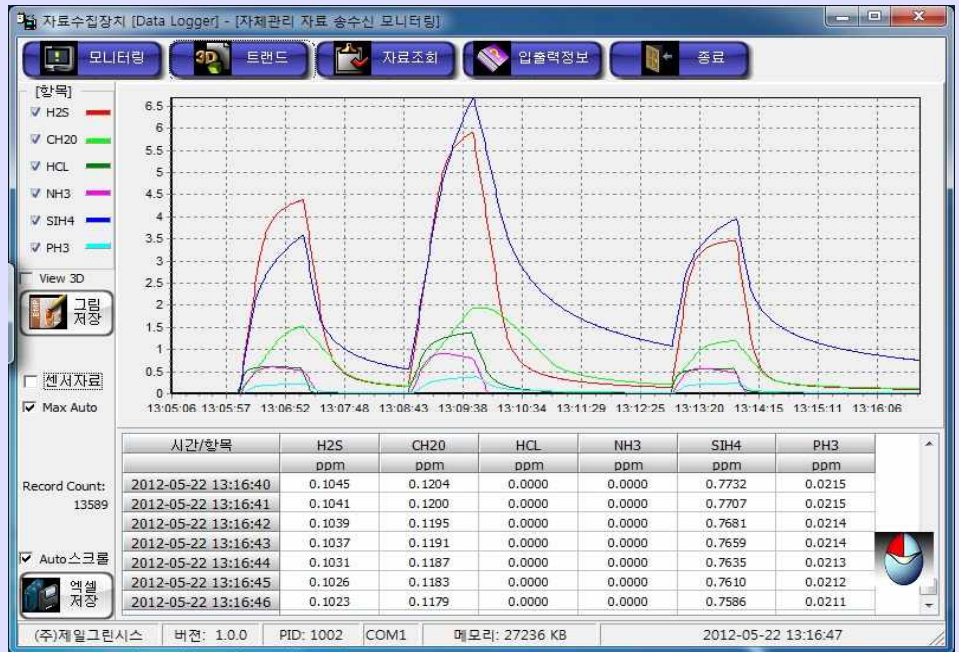 자료수집장치 [Data Logger] - [자체관리 자료 송수신 모니터링]
모니터링 3D 트랜드 자료조회 입출력정보 종료
[항목]
H2S
CH20
HCL
NH3
SIH4
PH3
View 3D
BMP 그림
저장
센서자료
Max Auto
6.5
6
5.5
5
4.5
4
3.5
3
2.5
2
1.5
1
0.5
0
13:05:06 13:05:57 13:06:52 13:07:48 13:08:43 13:09:38 13:10:34 13:11:29 13:12:25 13:13:20 13:14:15 13:15:11 13:16:06
Record Count:
13589
Auto스크롤
엑셀
저장
시간/항목 H2S CH20 HCL NH3 SIH4 PH3
ppm ppm ppm ppm ppm ppm
2012-05-22 13:16:40 0.1045 0.1204 0.0000 0.0000 0.7732 0.0215
2012-05-22 13:16:41 0.1041 0.1200 0.0000 0.0000 0.7707 0.0215
2012-05-22 13:16:42 0.1039 0.1195 0.0000 0.0000 0.7681 0.0214
2012-05-22 13:16:43 0.1037 0.1191 0.0000 0.0000 0.7659 0.0214
2012-05-22 13:16:44 0.1031 0.1187 0.0000 0.0000 0.7635 0.0213
2012-05-22 13:16:45 0.1026 0.1183 0.0000 0.0000 0.7610 0.0212
2012-05-22 13:16:46 0.1023 0.1179 0.0000 0.0000 0.7586 0.0211
(주)제일그린시스 버젼: 1.0.0 PID: 1002 COM1 메모리: 27236 KB 2012-05-22 13:16:47